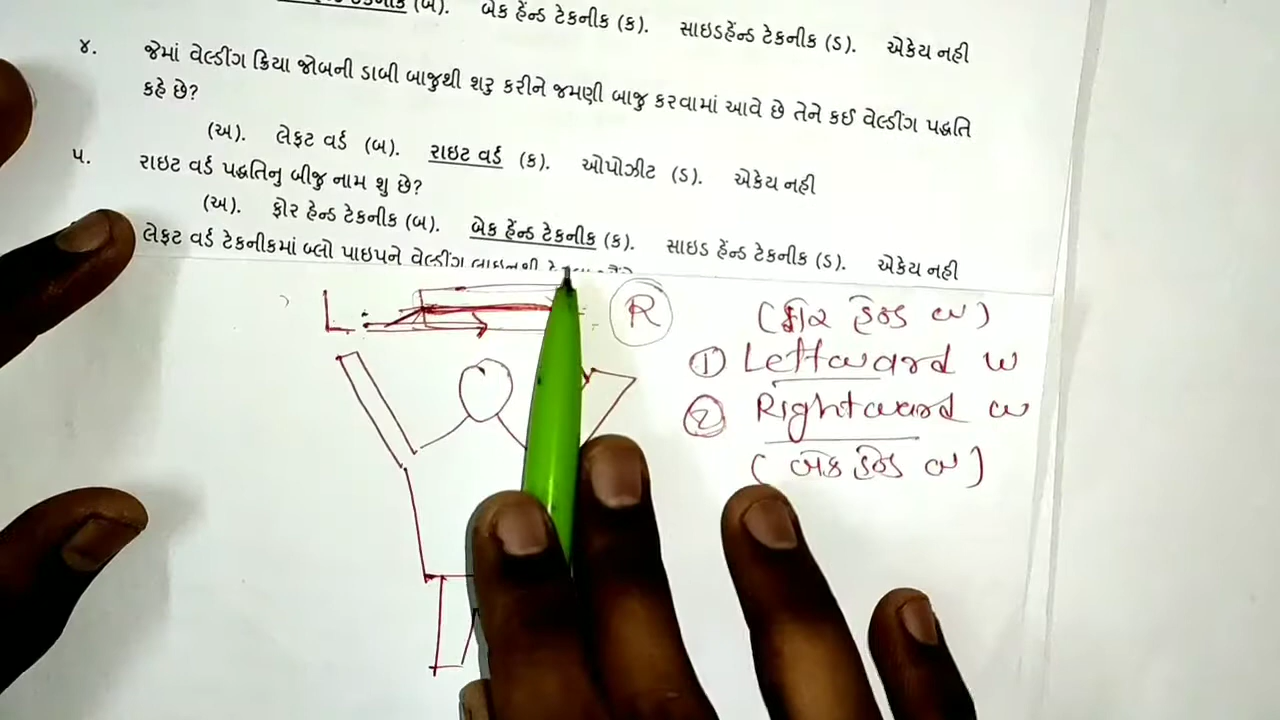 (બ). બેક હેંન્ડ ટેકનીક (ક). સાઇડહેંન્ડ ટેકનીક (ડ). એકેય નહી
૪. જેમાં વેલ્ડીંગ ક્રિયા જોબની ડાબી બાજુથી શરુ કરીને જમણી બાજુ કરવામાં આવે છે તેને કઈ વેલ્ડીંગ પદ્ધતિ
કહે છે?
(અ). લેફટ વર્ડ (બ). રાઇટ વર્ડ (ક). ઓપોઝીટ (ડ). એકેય નહી
૫. રાઇટ વર્ડ પદ્ધતિનુ બીજુ નામ શુ છે?
(અ). ફોર હેન્ડ ટેકનીક (બ). બેક હેંન્ડ ટેકનીક (ક). સાઇડ હેંન્ડ ટેકનીક (ડ). એકેય નહી
લેફટ વર્ડ ટેકનીકમાં બ્લો પાઇપને વેલ્ડીંગ લાઇનથી
L R
(ફોર હેન્ડ w)
① Leftward w
② Rightward w
(બેક હેન્ડ w)